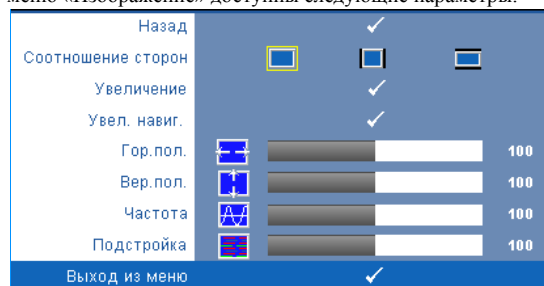 меню «Изображение» доступны следующие параметры:
Назад
Соотношение сторон
Увеличение
Увел. навиг.
Гор.пол. 100
Вер.пол. 100
Частота 100
Подстройка 100
Выход из меню